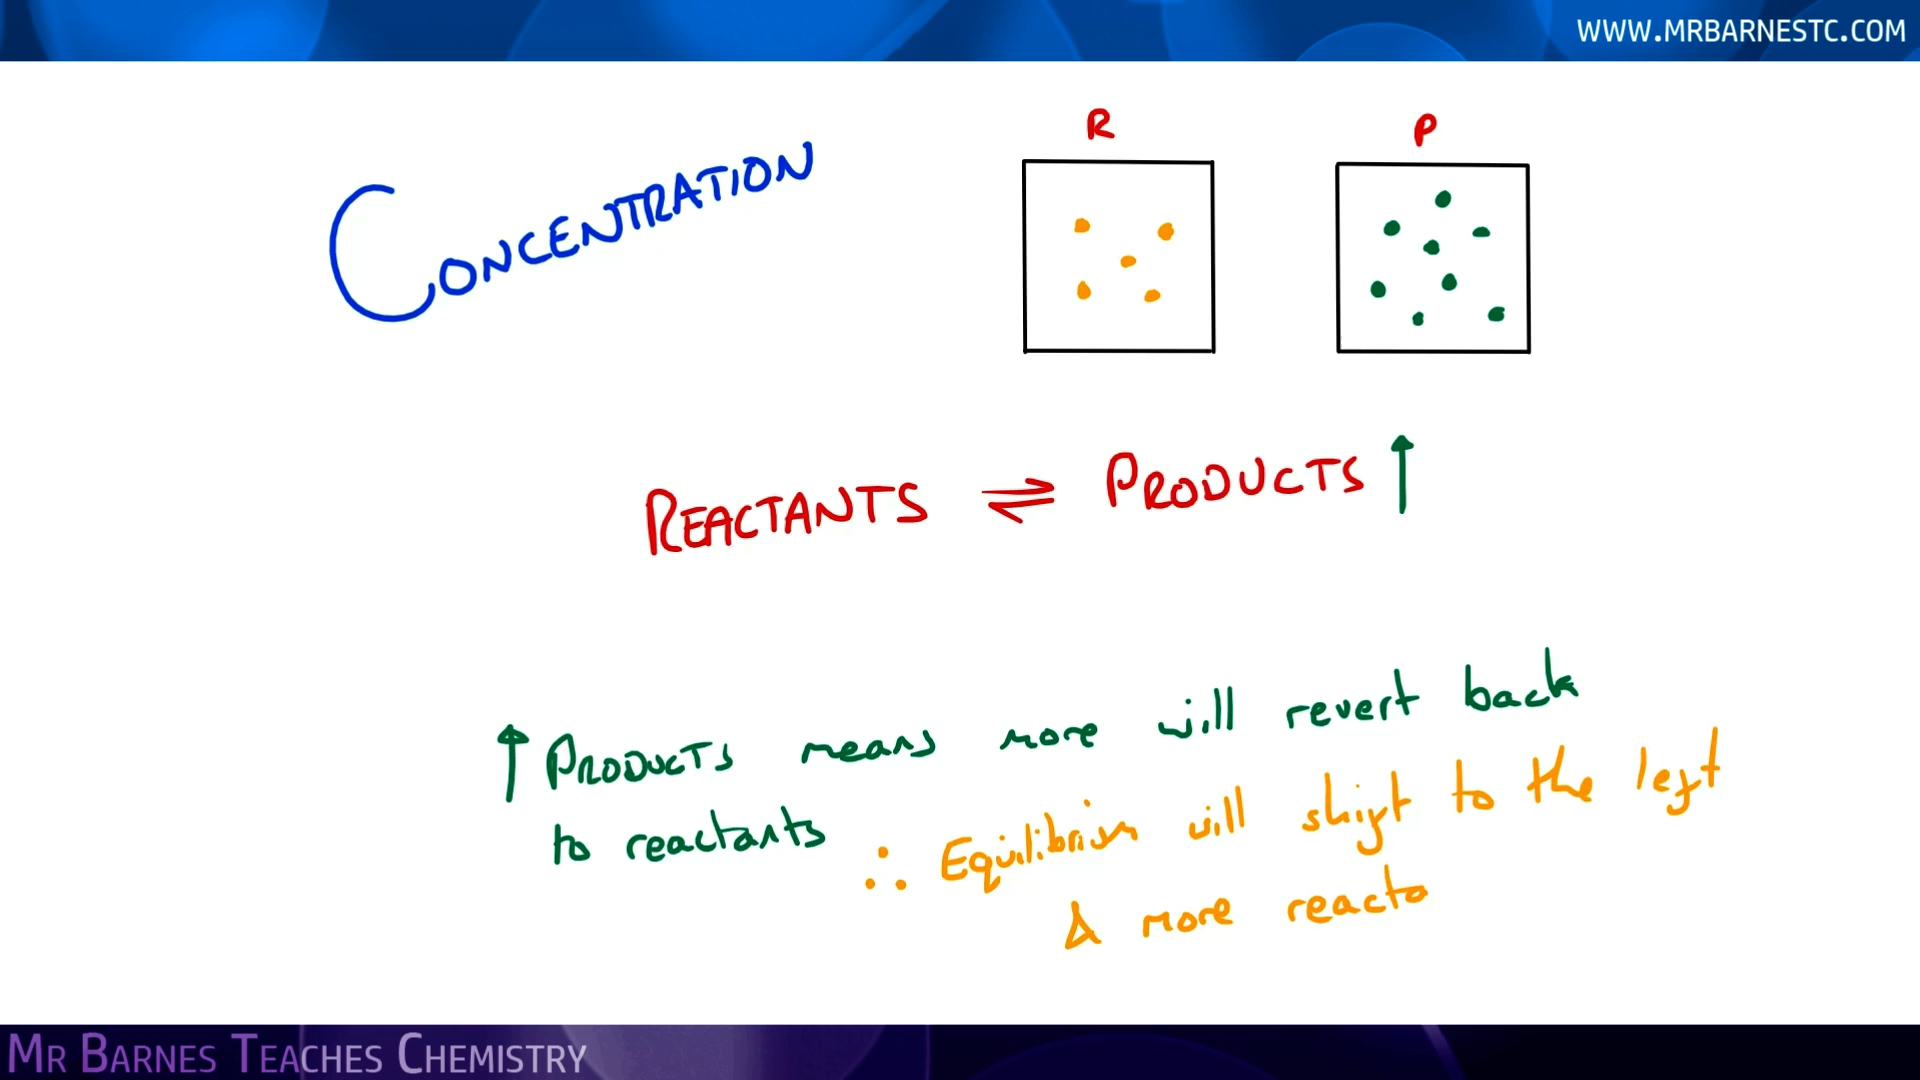 WWW.MRBARNESTC.COM
R
P
CONCENTRATION
REACTANTS ⇌ PRODUCTS ↑
↑ PRODUCTS means more will revert back
to reactants
∴ Equilibrium will shift to the left
& more reacta
MR BARNES TEACHES CHEMISTRY